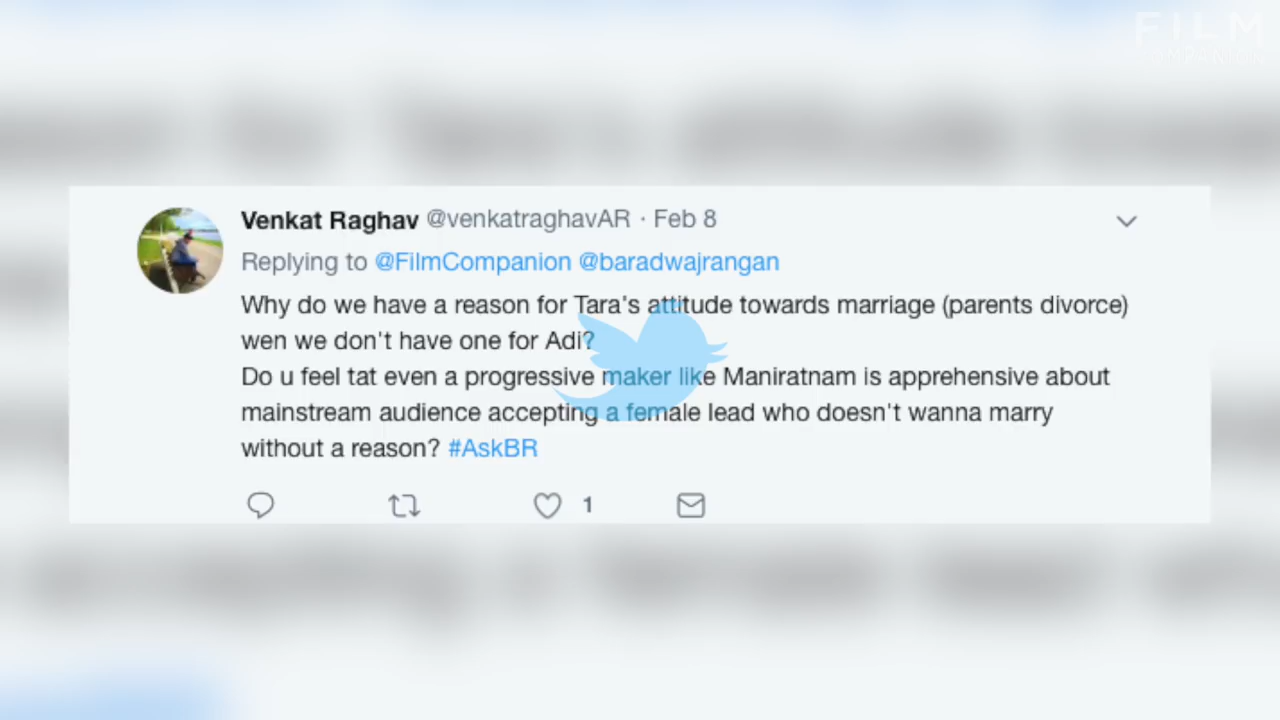 FILM
COMPANION
Venkat Raghav @venkatraghavAR · Feb 8
Replying to @FilmCompanion @baradwajrangan
Why do we have a reason for Tara's attitude towards marriage (parents divorce)
wen we don't have one for Adi?
Do u feel tat even a progressive maker like Maniratnam is apprehensive about
mainstream audience accepting a female lead who doesn't wanna marry
without a reason? #AskBR
1